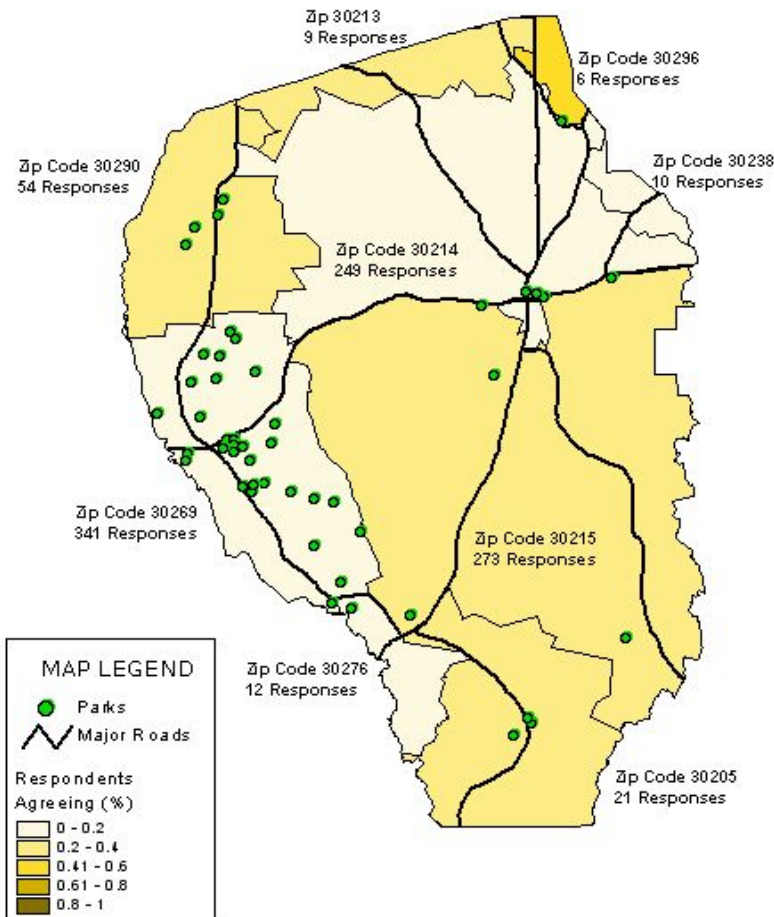 Zip 30213
9 Responses
Zip Code 30296
6 Responses
Zip Code 30290
54 Responses
Zip Code 30238
10 Responses
Zip Code 30214
249 Responses
Zip Code 30269
341 Responses
Zip Code 30215
273 Responses
Zip Code 30276
12 Responses
Zip Code 30205
21 Responses
MAP LEGEND
Parks
Major Roads
Respondents
Agreeing (%)
0 - 0.2
0.2 - 0.4
0.41 - 0.6
0.61 - 0.8
0.8 - 1